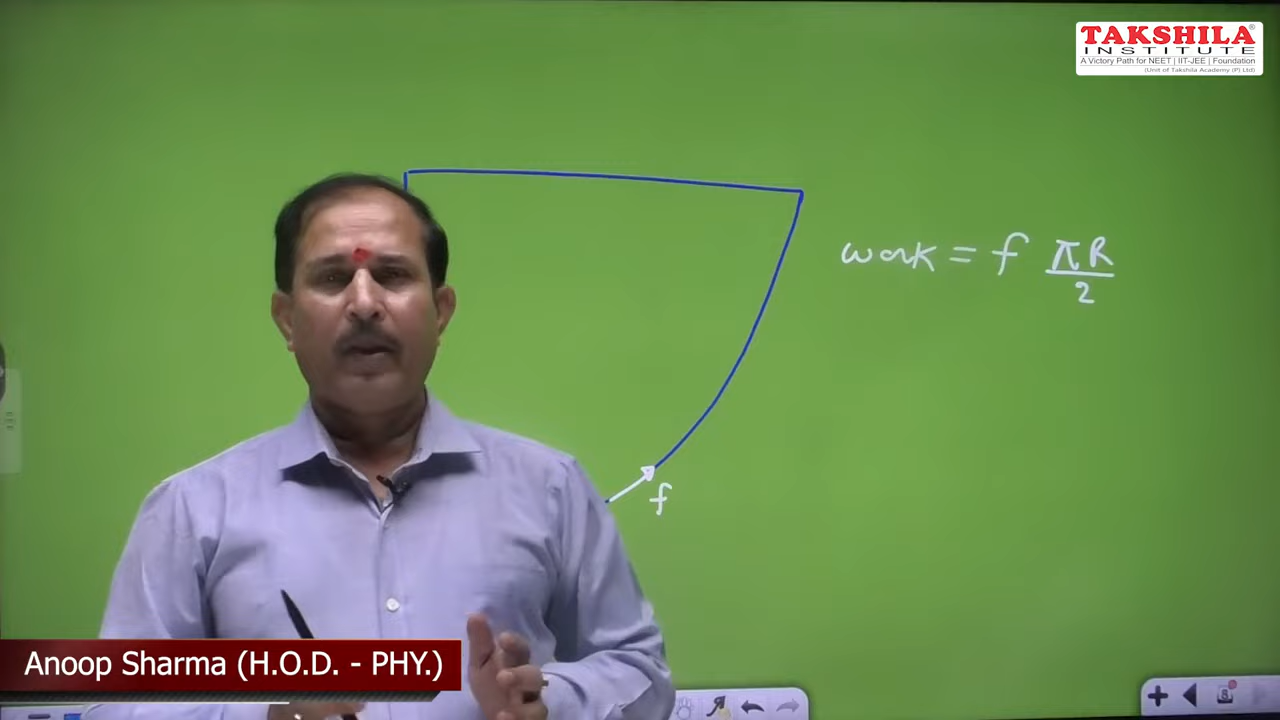 TAKSHILA®
INSTITUTE
A Victory Path for NEET | IIT-JEE | Foundation
(Unit of Takshila Academy (P) Ltd)
work = f πR/2
f
Anoop Sharma (H.O.D. - PHY.)